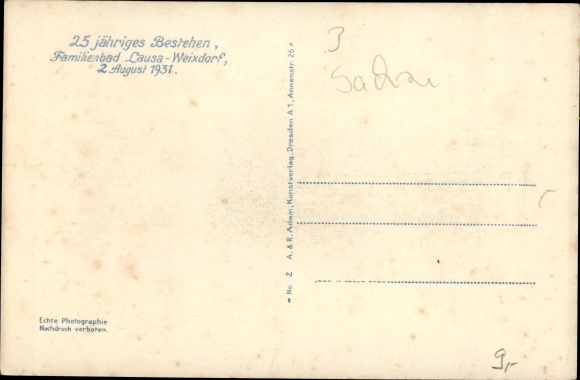 25 jähriges Bestehen,
Familienbad Lausa-Weixdorf,
2 August 1931.
Echte Photographie
Nachdruck verboten.
No. 2 A. & R. Adam, Kunstverlag, Dresden A 1, Annenstr. 26
3
9,-